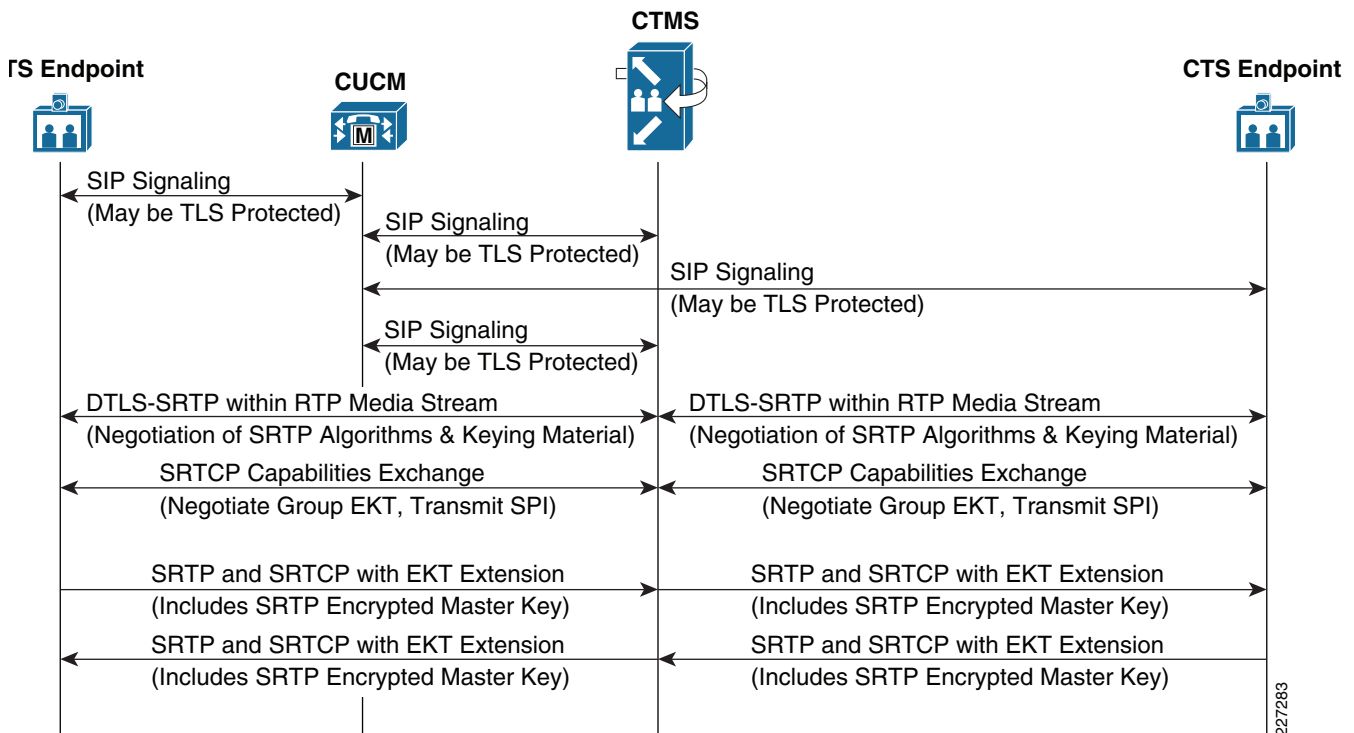 CTMS
TS Endpoint
CUCM
CTS Endpoint
M
SIP Signaling
(May be TLS Protected)
SIP Signaling
(May be TLS Protected)
SIP Signaling
(May be TLS Protected)
SIP Signaling
(May be TLS Protected)
DTLS-SRTP within RTP Media Stream
(Negotiation of SRTP Algorithms & Keying Material)
DTLS-SRTP within RTP Media Stream
(Negotiation of SRTP Algorithms & Keying Material)
SRTCP Capabilities Exchange
(Negotiate Group EKT, Transmit SPI)
SRTCP Capabilities Exchange
(Negotiate Group EKT, Transmit SPI)
SRTP and SRTCP with EKT Extension
(Includes SRTP Encrypted Master Key)
SRTP and SRTCP with EKT Extension
(Includes SRTP Encrypted Master Key)
SRTP and SRTCP with EKT Extension
(Includes SRTP Encrypted Master Key)
SRTP and SRTCP with EKT Extension
(Includes SRTP Encrypted Master Key)
227283